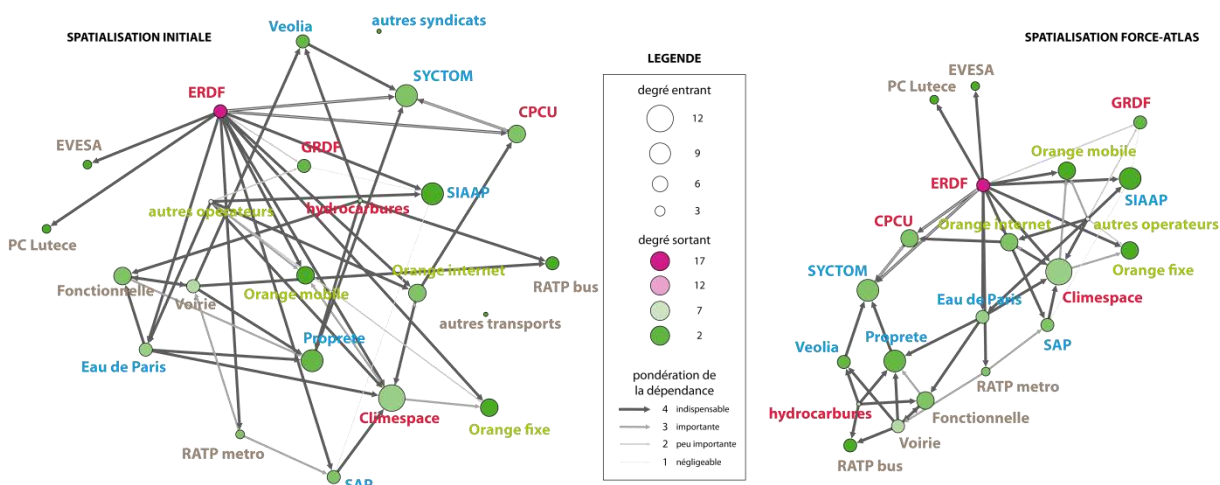 SPATIALISATION INITIALE
Veolia
autres syndicats
SYCTOM
ERDF
CPCU
EVESA
GRDF
SIAAP
autres operateurs
hydrocarbures
PC Lutece
Fonctionnelle
Voirie
Orange mobile
Orange internet
RATP bus
autres transports
Eau de Paris
Proprete
Climespace
Orange fixe
RATP metro
SAP
LEGENDE
degré entrant
12
9
6
3
degré sortant
17
12
7
2
pondération de
la dépendance
4 indispensable
3 importante
2 peu importante
1 négligeable
SPATIALISATION FORCE-ATLAS
EVESA
PC Lutece
GRDF
Orange mobile
ERDF
SIAAP
CPCU
Orange internet
autres operateurs
Orange fixe
SYCTOM
Climespace
Eau de Paris
SAP
Veolia
Proprete
RATP metro
hydrocarbures
Fonctionnelle
Voirie
RATP bus